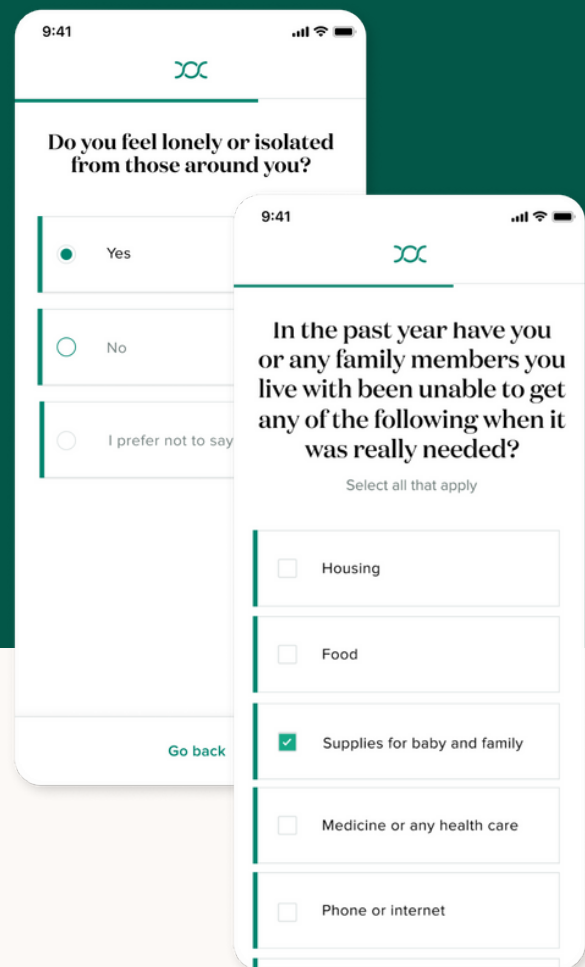 9:41
Do you feel lonely or isolated
from those around you?
Yes
No
I prefer not to say
Go back
9:41
In the past year have you
or any family members you
live with been unable to get
any of the following when it
was really needed?
Select all that apply
Housing
Food
Supplies for baby and family
Medicine or any health care
Phone or internet